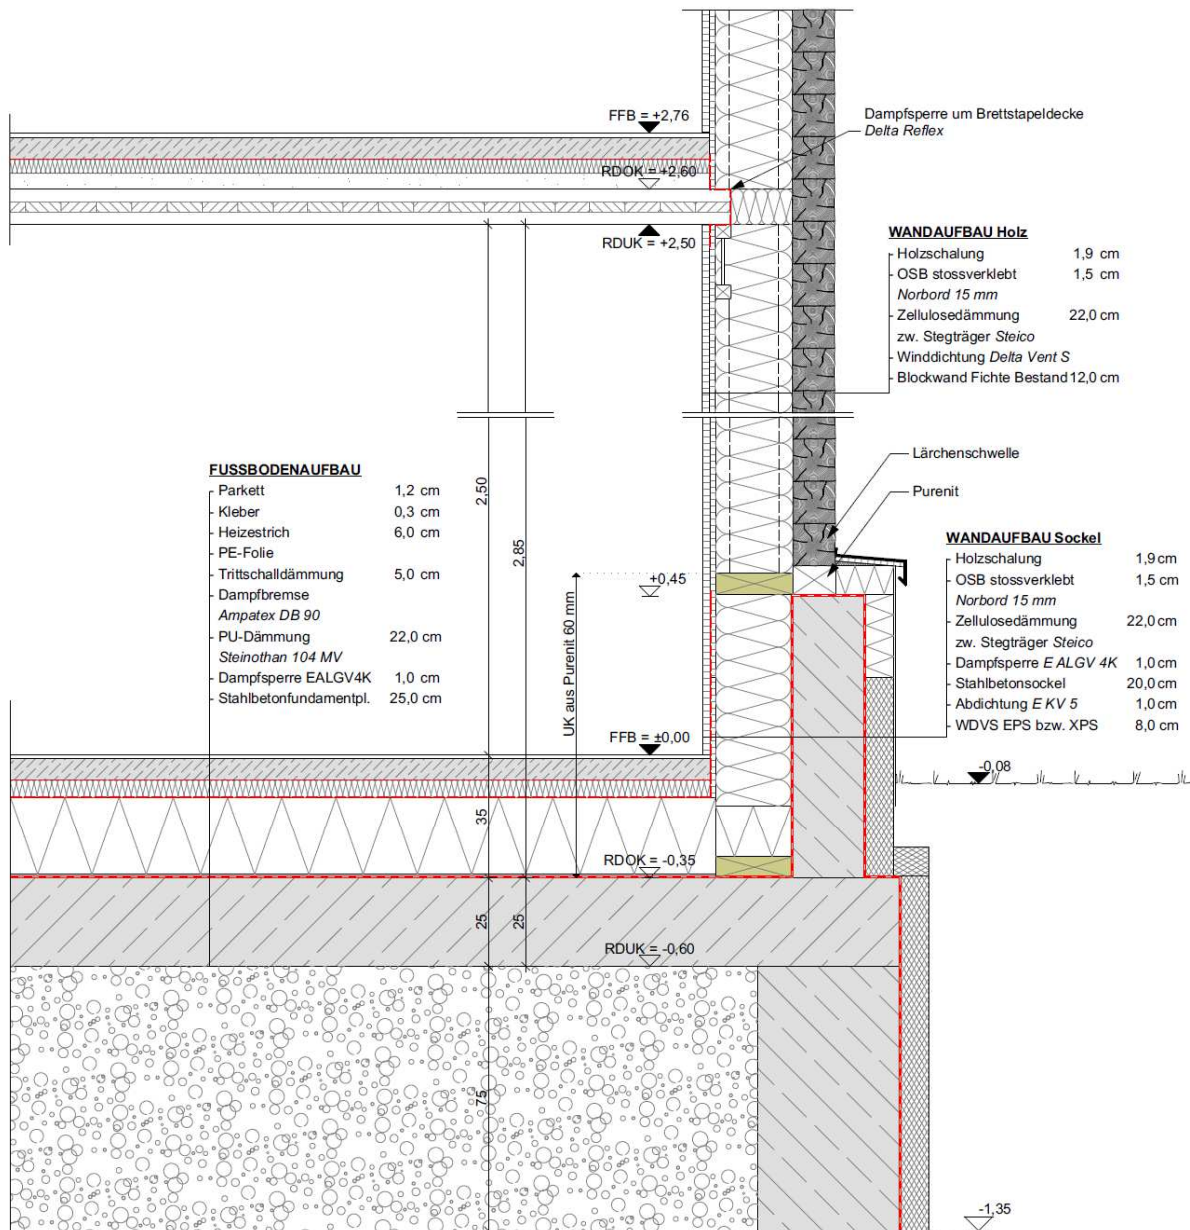 FFB = +2,76
Dampfsperre um Brettstapeldecke
Delta Reflex
RDOK = +2,60
RDUK = +2,50
WANDAUFBAU Holz
Holzschalung 1,9 cm
OSB stossverklebt 1,5 cm
Norbord 15 mm
Zellulosedämmung 22,0 cm
zw. Stegträger Steico
Winddichtung Delta Vent S
Blockwand Fichte Bestand 12,0 cm
Lärchenschwelle
Purenit
FUSSBODENAUFBAU
Parkett 1,2 cm
Kleber 0,3 cm
Heizestrich 6,0 cm
PE-Folie
Trittschalldämmung 5,0 cm
Dampfbremse
Ampatex DB 90
PU-Dämmung 22,0 cm
Steinothan 104 MV
Dampfsperre EALGV4K 1,0 cm
Stahlbetonfundamentpl. 25,0 cm
2,50
2,85
+0,45
UK aus Purenit 60 mm
WANDAUFBAU Sockel
Holzschalung 1,9 cm
OSB stossverklebt 1,5 cm
Norbord 15 mm
Zellulosedämmung 22,0 cm
zw. Stegträger Steico
Dampfsperre E ALGV 4K 1,0 cm
Stahlbetonsockel 20,0 cm
Abdichtung E KV 5 1,0 cm
WDVS EPS bzw. XPS 8,0 cm
FFB = ±0,00
-0,08
35
RDOK = -0,35
25
25
RDUK = -0,60
75
-1,35